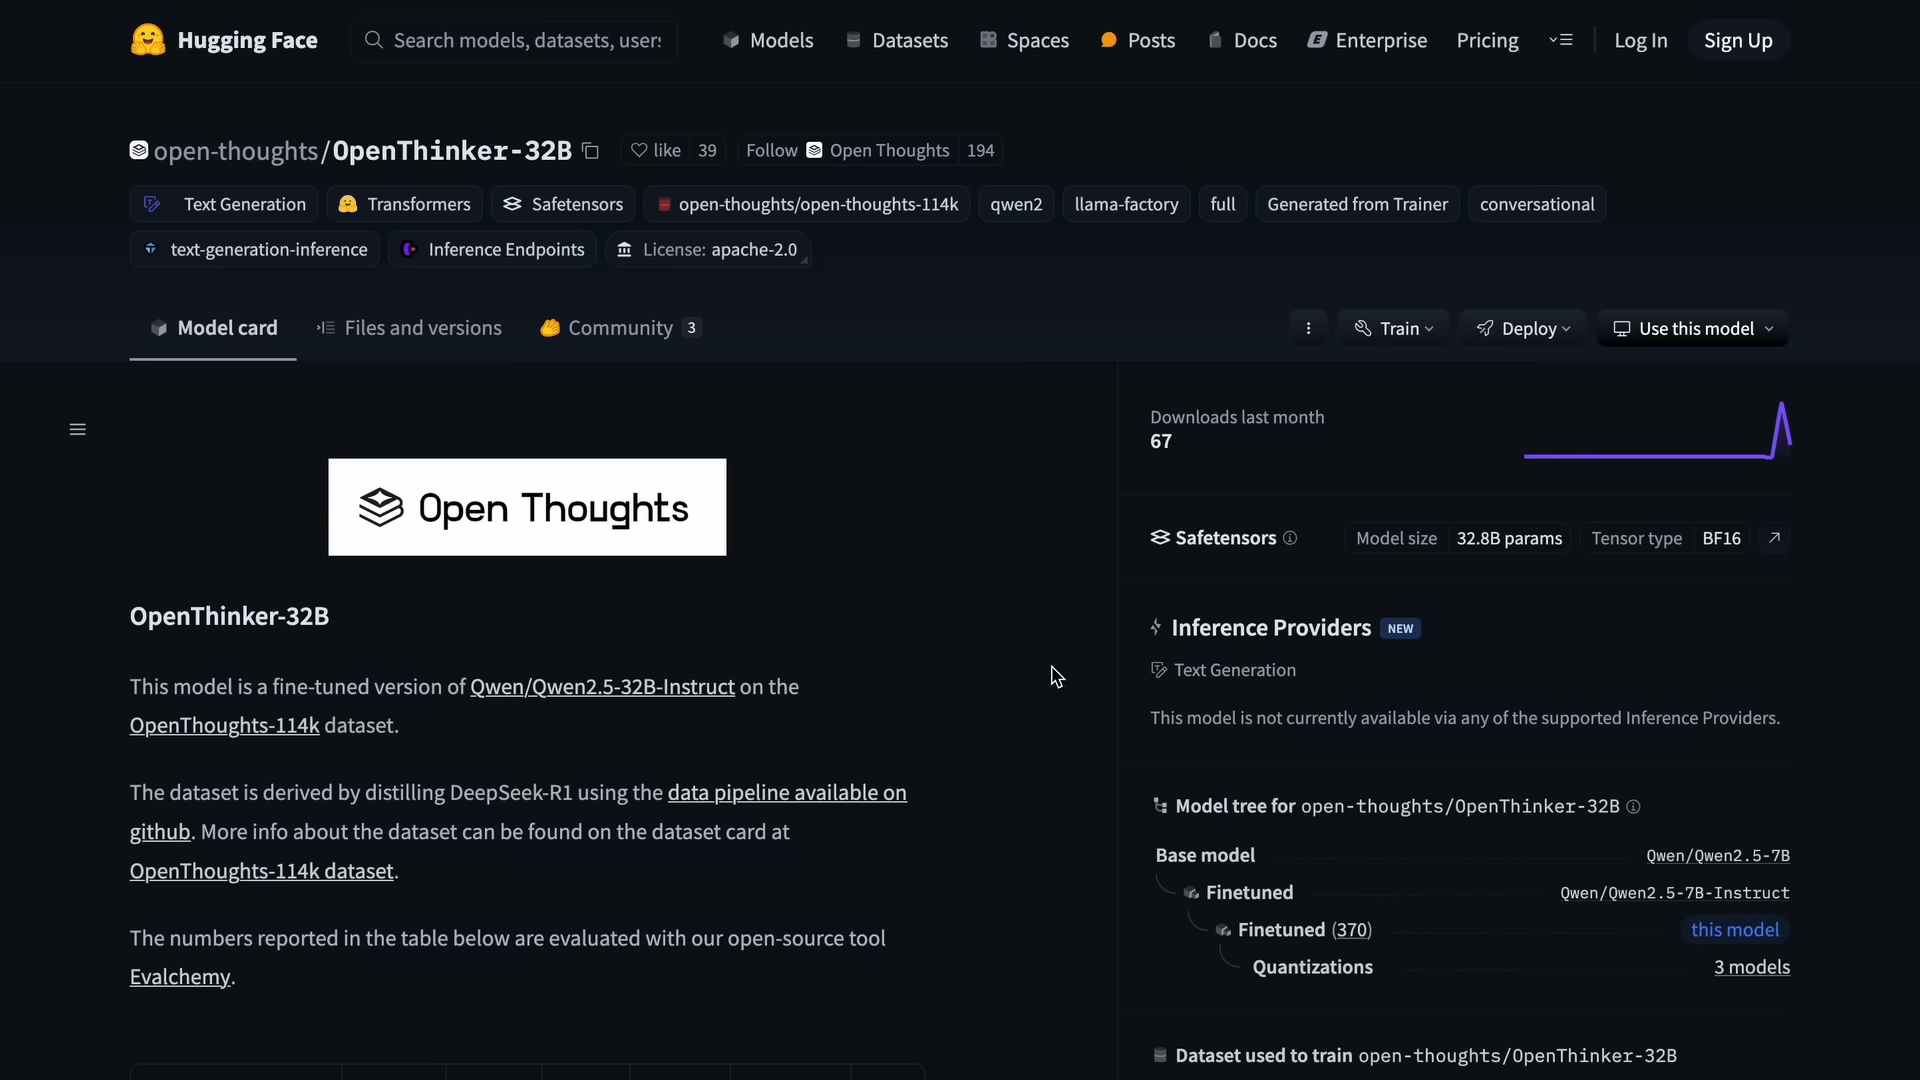 Hugging Face
Search models, datasets, users
Models
Datasets
Spaces
Posts
Docs
Enterprise
Pricing
Log In
Sign Up
open-thoughts/OpenThinker-32B
like 39
Follow Open Thoughts 194
Text Generation
Transformers
Safetensors
open-thoughts/open-thoughts-114k
qwen2
llama-factory
full
Generated from Trainer
conversational
text-generation-inference
Inference Endpoints
License: apache-2.0
Model card
Files and versions
Community 3
Train
Deploy
Use this model
Open Thoughts
OpenThinker-32B
This model is a fine-tuned version of Qwen/Qwen2.5-32B-Instruct on the
OpenThoughts-114k dataset.
The dataset is derived by distilling DeepSeek-R1 using the data pipeline available on
github. More info about the dataset can be found on the dataset card at
OpenThoughts-114k dataset.
The numbers reported in the table below are evaluated with our open-source tool
Evalchemy.
Downloads last month
67
Safetensors
Model size 32.8B params
Tensor type BF16
Inference Providers NEW
Text Generation
This model is not currently available via any of the supported Inference Providers.
Model tree for open-thoughts/OpenThinker-32B
Base model Qwen/Qwen2.5-7B
Finetuned Qwen/Qwen2.5-7B-Instruct
Finetuned (370) this model
Quantizations 3 models
Dataset used to train open-thoughts/OpenThinker-32B